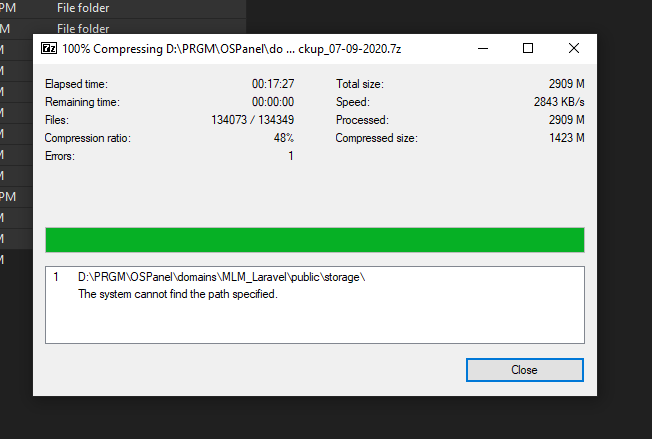 PM File folder
PM File folder
7z 100% Compressing D:\PRGM\OSPanel\do ... ckup_07-09-2020.7z
Elapsed time: 00:17:27 Total size: 2909 M
Remaining time: 00:00:00 Speed: 2843 KB/s
Files: 134073 / 134349 Processed: 2909 M
Compression ratio: 48% Compressed size: 1423 M
Errors: 1
PM
1 D:\PRGM\OSPanel\domains\MLM_Laravel\public\storage\
The system cannot find the path specified.
Close